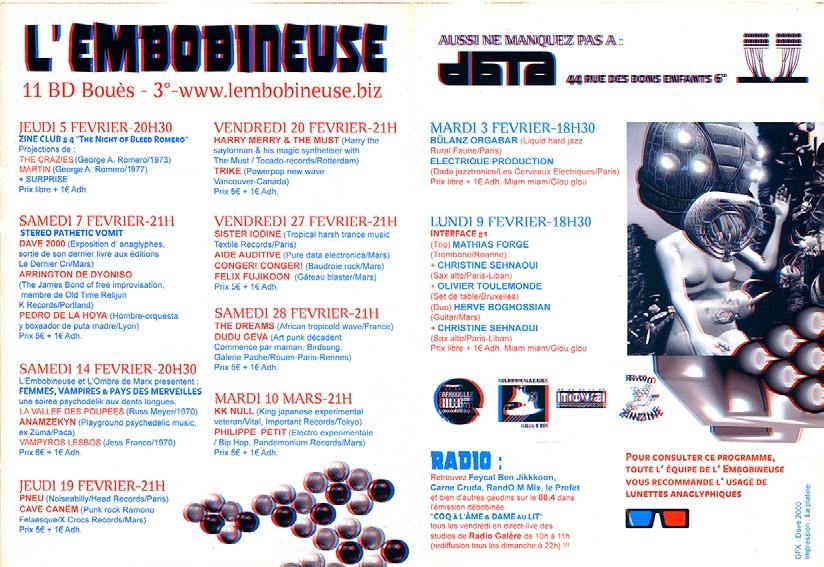 L'EMBOBINEUSE
11 BD Bouès - 3°-www.lembobineuse.biz
JEUDI 5 FEVRIER-20H30
ZINE CLUB # 4 "THE NIGHT OF BLEED ROMERO"
Projections de :
THE CRAZIES (George A. Romero/1973)
MARTIN (George A. Romero/1977)
+ SURPRISE
Prix libre + 1€ Adh.
SAMEDI 7 FEVRIER-21H
STEREO PATHETIC VOMIT
DAVE 2000 (Exposition d' anaglyphes,
sortie de son dernier livre aux éditions
Le Dernier Cri/Mars)
ARRINGTON DE DYONISO
(The James Bond of free improvisation,
membre de Old Time Relijun
K Records/Portland)
PEDRO DE LA HOYA (Hombre-orquesta
y boxeador de puta madre/Lyon)
Prix 5€ + 1€ Adh.
SAMEDI 14 FEVRIER-20H30
L'Embobineuse et L'Ombre de Marx presentent :
FEMMES, VAMPIRES & PAYS DES MERVEILLES
une soirée psychodélik aux dents longues.
LA VALLEE DES POUPEES (Russ Meyer/1970)
ANAMZEKYN (Playground psychedelic music,
ex Züma/Paca)
VAMPYROS LESBOS (Jess Franco/1970)
Prix 6€ + 1€ Adh.
JEUDI 19 FEVRIER-21H
PNEU (Noiseabilly/Head Records/Paris)
CAVE CANEM (Punk rock Ramono
Felaesque/X Crocs Records/Mars)
Prix 5€ + 1€ Adh.
VENDREDI 20 FEVRIER-21H
HARRY MERRY & THE MUST (Harry the
saylorman & his magic synthetiser with
The Must / Tocado-records/Rotterdam)
TRIKE (Powerpop new wave
Vancouver-Canada)
Prix 5€ + 1€ Adh.
VENDREDI 27 FEVRIER-21H
SISTER IODINE (Tropical harsh trance music
Textile Records/Paris)
AIDE AUDITIVE (Pure data electronica/Mars)
CONGER! CONGER! (Baudroie rock/Mars)
FELIX FUJIKOON (Gâteau blaster/Mars)
Prix 5€ + 1€ Adh.
SAMEDI 28 FEVRIER-21H
THE DREAMS (African tropicold wave/France)
DUDU GEVA (Art punk décadent
Commence par maman, Birdsong,
Galerie Pache/Rouen-Paris-Rennes)
Prix 5€ + 1€ Adh.
MARDI 10 MARS-21H
KK NULL (King japanese experimental
veteran/Vital, Important Records/Tokyo)
PHILIPPE PETIT (Electro experimentale
/ Bip Hop, Pandemonium Records/Mars)
Prix 5€ + 1€ Adh.
AUSSI NE MANQUEZ PAS A :
data
44 RUE DES BONS ENFANTS 6°
MARDI 3 FEVRIER-18H30
BÜLANZ ORGABAR (Liquid hard jazz
Rural Faune/Paris)
ELECTRIQUE PRODUCTION
(Dada jazztronics/Les Cerveaux Electriques/Paris)
Prix libre + 1€ Adh. Miam miam/Glou glou
LUNDI 9 FEVRIER-18H30
INTERFACE #1
(Trio) MATHIAS FORGE
(Trombone/Roanne)
+ CHRISTINE SEHNAOUI
(Sax alto/Paris-Liban)
+ OLIVIER TOULEMONDE
(Set de table/Bruxelles)
(Duo) HERVE BOGHOSSIAN
(Guitar/Mars)
+ CHRISTINE SEHNAOUI
(Sax alto/Paris-Liban)
Prix libre + 1€ Adh. Miam miam/Glou glou
nova
RADIO :
Retrouvez Feycal Ben Jikkkoon,
Carne Cruda, RandO.M Mix, le Prefet
et bien d'autres geudins sur le 88.4 dans
l'émission débobinée
"COQ À L'ÂME & DAME AU LIT"
tous les vendredi en direct-live des
studios de Radio Galère de 10h à 11h
(rediffusion tous les dimanche à 22h) !!!
POUR CONSULTER CE PROGRAMME,
TOUTE L' ÉQUIPE DE L' EMBOBINEUSE
VOUS RECOMMANDE L' USAGE DE
LUNETTES ANAGLYPHIQUES
GFX : Dave 2000
Impression : La platine